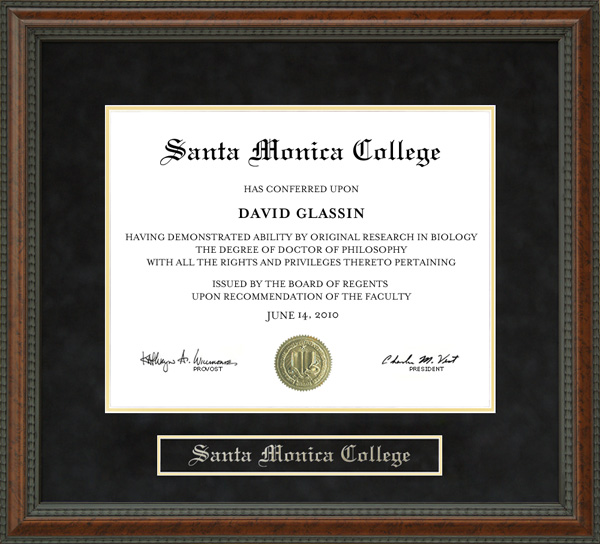 Santa Monica College
HAS CONFERRED UPON
DAVID GLASSIN
HAVING DEMONSTRATED ABILITY BY ORIGINAL RESEARCH IN BIOLOGY
THE DEGREE OF DOCTOR OF PHILOSOPHY
WITH ALL THE RIGHTS AND PRIVILEGES THERETO PERTAINING
ISSUED BY THE BOARD OF REGENTS
UPON RECOMMENDATION OF THE FACULTY
JUNE 14, 2010
PROVOST
PRESIDENT
Santa Monica College